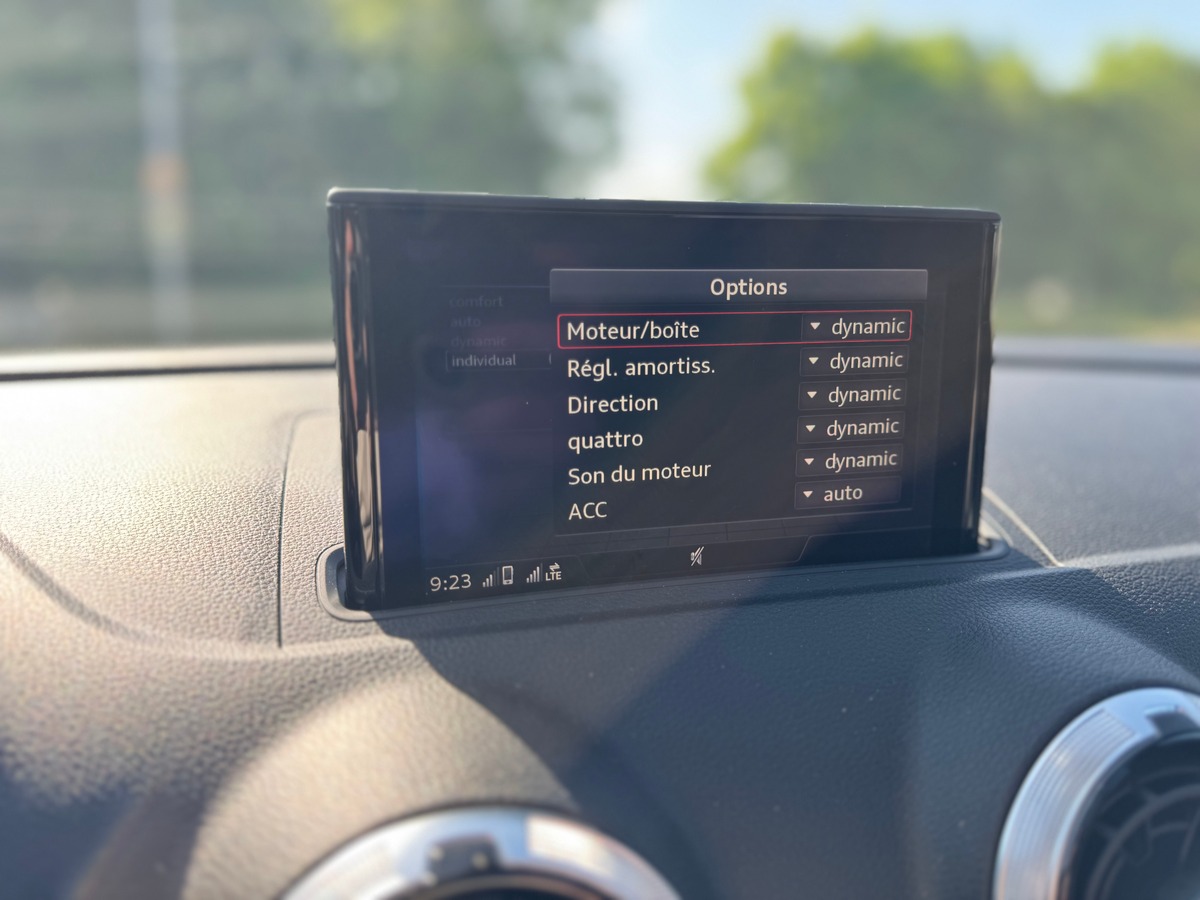 Options
comfort
auto
dynamic
individual
Moteur/boîte dynamic
Régl. amortiss. dynamic
Direction dynamic
quattro dynamic
Son du moteur dynamic
ACC auto
9:23 LTE